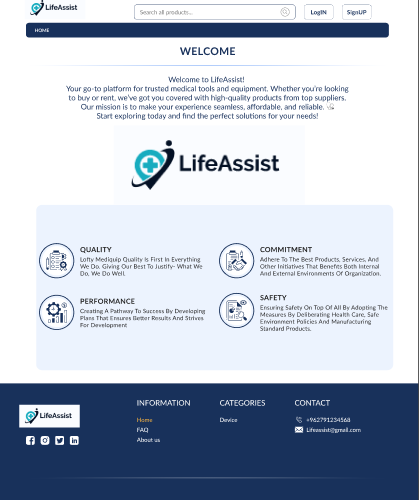 LifeAssist
Search all products...
LogIN
SignUP
HOME
WELCOME
Welcome to LifeAssist!
Your go-to platform for trusted medical tools and equipment. Whether you're looking
to buy or rent, we've got you covered with high-quality products from top suppliers.
Our mission is to make your experience seamless, affordable, and reliable.
Start exploring today and find the perfect solutions for your needs!
LifeAssist
QUALITY
Lofty Mediquip Quality Is First In Everything
We Do. Giving Our Best To Justify- What We
Do, We Do Well.
COMMITMENT
Adhere To The Best Products, Services, And
Other Initiatives That Benefits Both Internal
And External Environments Of Organization.
PERFORMANCE
Creating A Pathway To Success By Developing
Plans That Ensures Better Results And Strives
For Development
SAFETY
Ensuring Safety On Top Of All By Adopting The
Measures By Deliberating Health Care, Safe
Environment Policies And Manufacturing
Standard Products.
LifeAssist
INFORMATION
Home
FAQ
About us
CATEGORIES
Device
CONTACT
+962791234568
Lifeassist@gmail.com